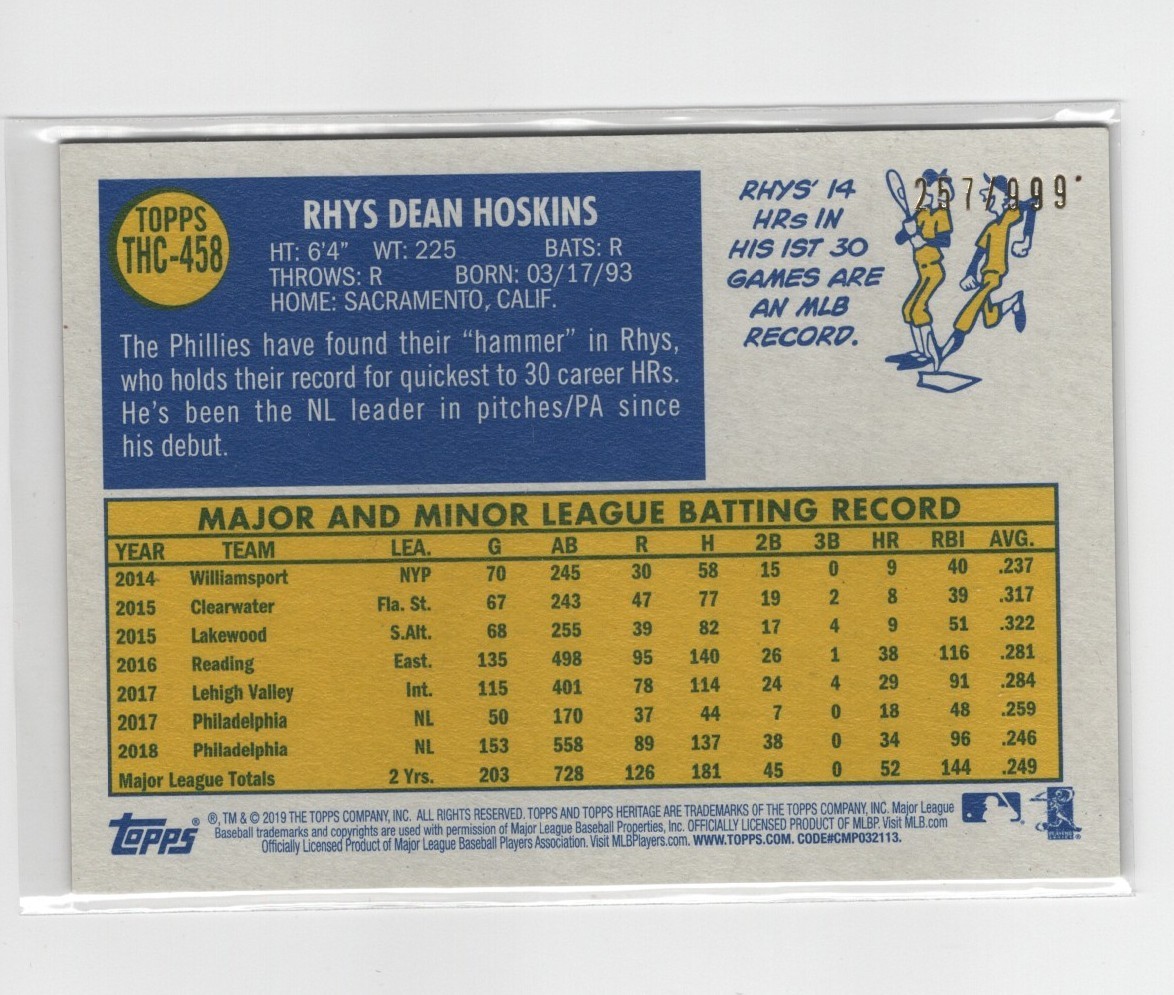 TOPPS
THC-458
RHYS DEAN HOSKINS
HT: 6'4" WT: 225 BATS: R
THROWS: R BORN: 03/17/93
HOME: SACRAMENTO, CALIF.
The Phillies have found their "hammer" in Rhys,
who holds their record for quickest to 30 career HRs.
He's been the NL leader in pitches/PA since
his debut.
RHYS' 14
HRs IN
HIS 1ST 30
GAMES ARE
AN MLB
RECORD.
257/999
MAJOR AND MINOR LEAGUE BATTING RECORD
YEAR TEAM LEA. G AB R H 2B 3B HR RBI AVG.
2014 Williamsport NYP 70 245 30 58 15 0 9 40 .237
2015 Clearwater Fla. St. 67 243 47 77 19 2 8 39 .317
2015 Lakewood S.Alt. 68 255 39 82 17 4 9 51 .322
2016 Reading East. 135 498 95 140 26 1 38 116 .281
2017 Lehigh Valley Int. 115 401 78 114 24 4 29 91 .284
2017 Philadelphia NL 50 170 37 44 7 0 18 48 .259
2018 Philadelphia NL 153 558 89 137 38 0 34 96 .246
Major League Totals 2 Yrs. 203 728 126 181 45 0 52 144 .249
TOPPS®
®, TM & © 2019 THE TOPPS COMPANY, INC. ALL RIGHTS RESERVED. TOPPS AND TOPPS HERITAGE ARE TRADEMARKS OF THE TOPPS COMPANY, INC. Major League
Baseball trademarks and copyrights are used with permission of Major League Baseball Properties, Inc. OFFICIALLY LICENSED PRODUCT OF MLBP. Visit MLB.com
Officially Licensed Product of Major League Baseball Players Association. Visit MLBPlayers.com. WWW.TOPPS.COM. CODE#CMP032113.